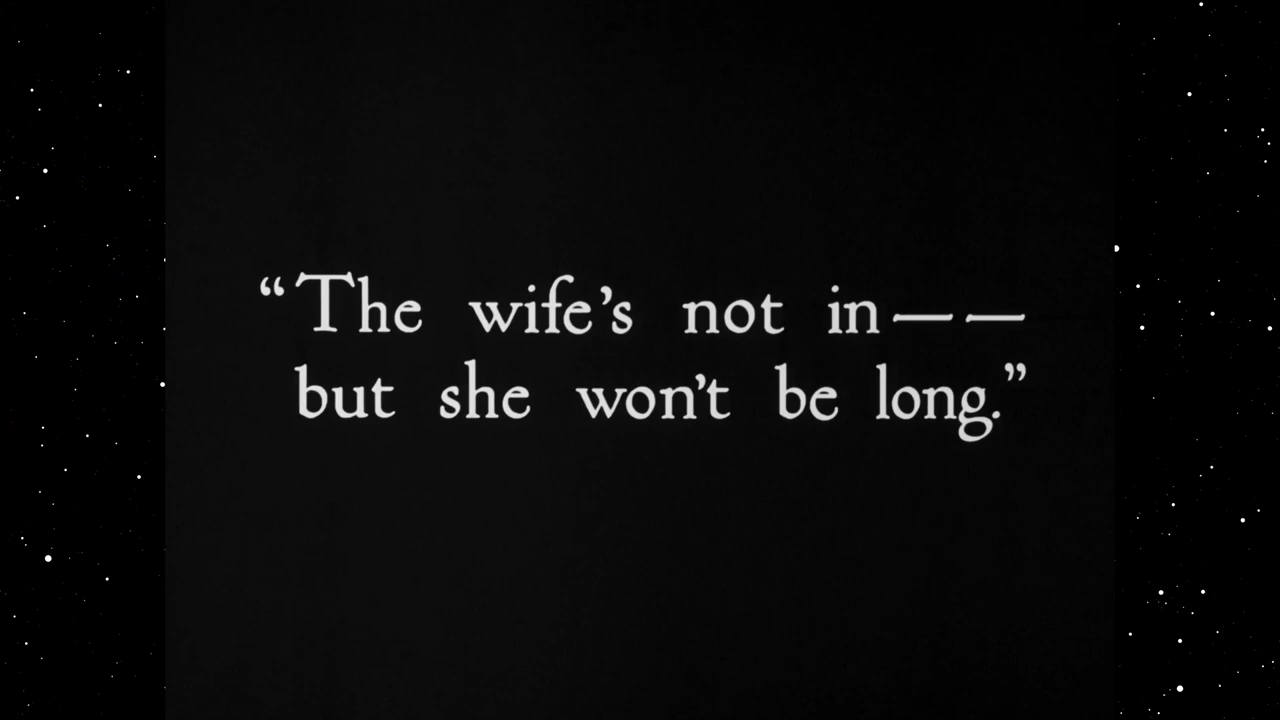 “The wife’s not in — —
but she won’t be long.”